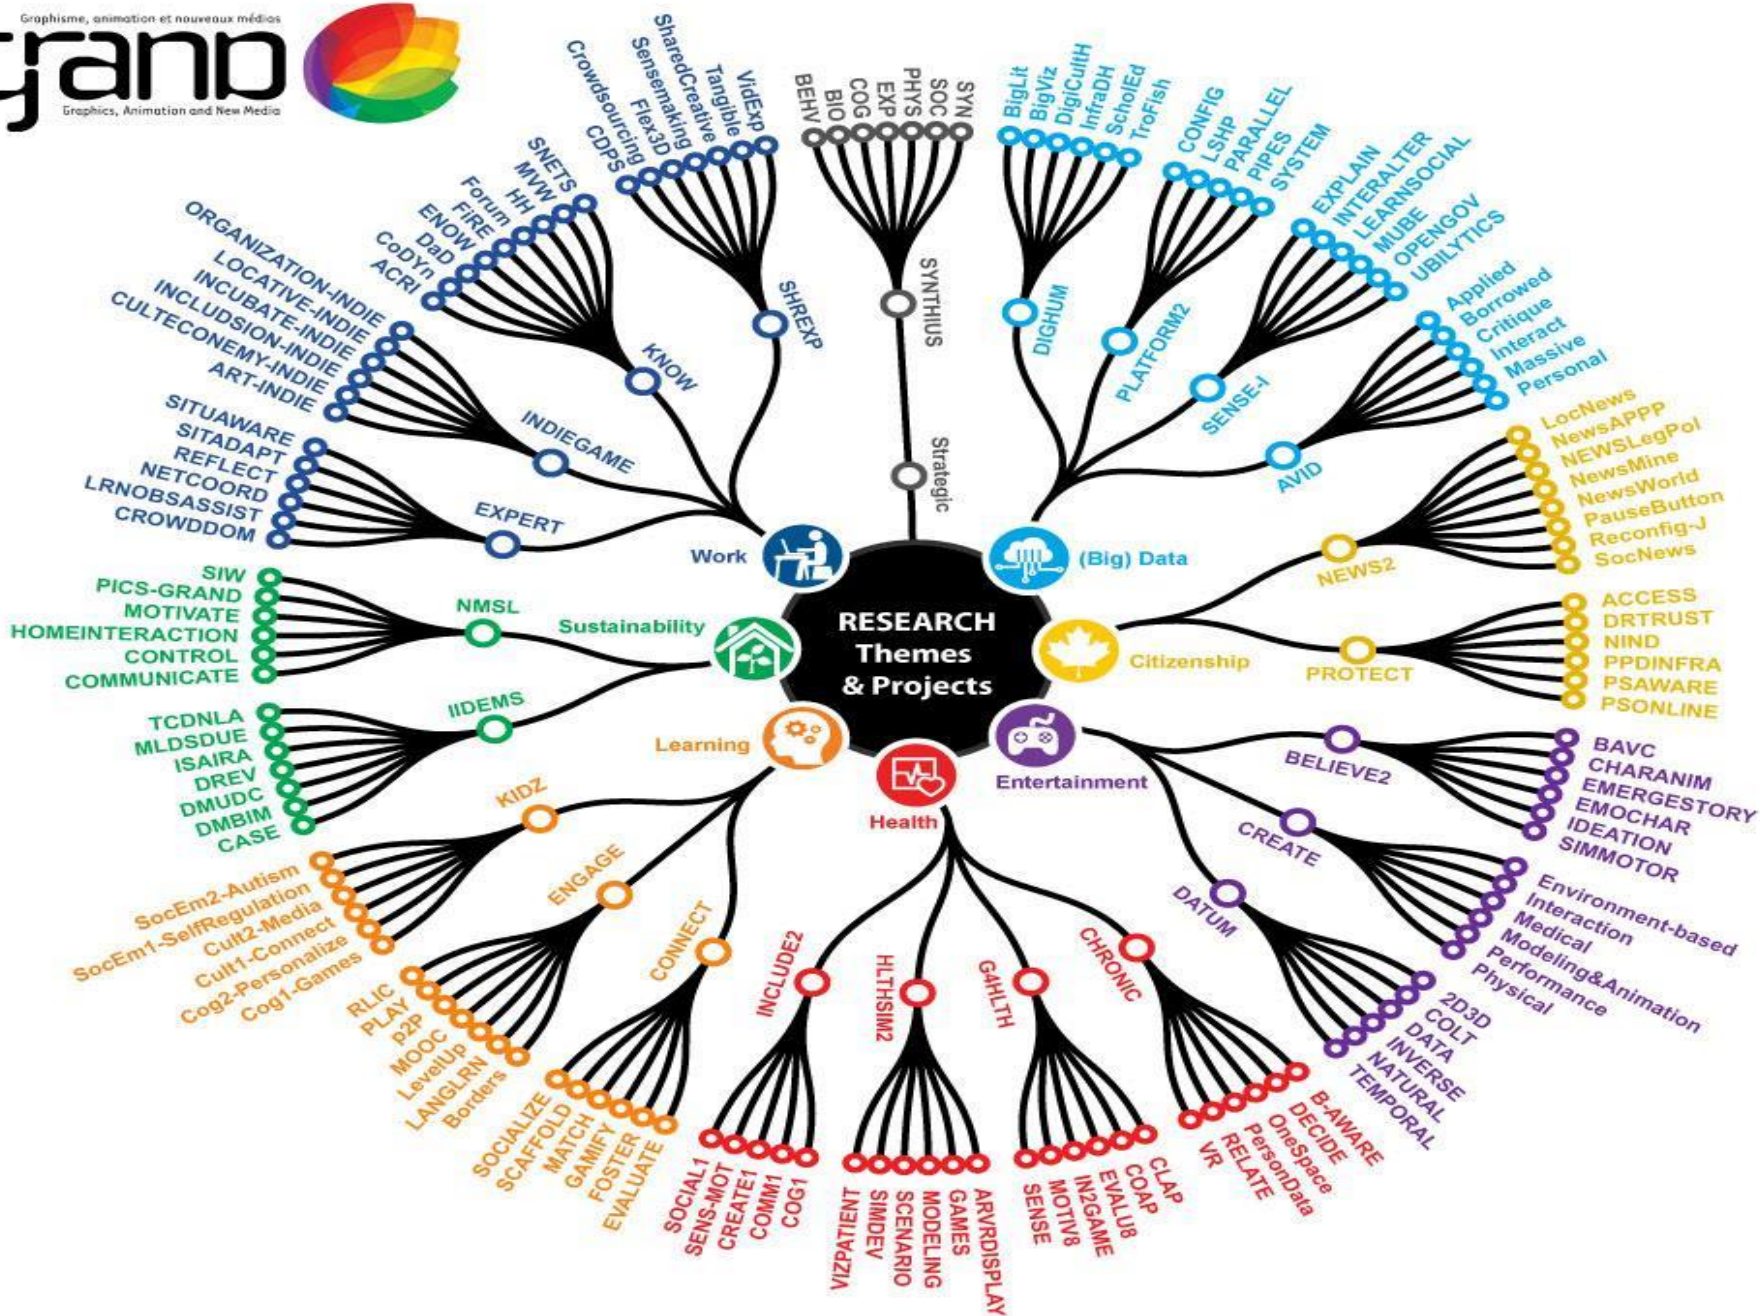 Graphisme, animation et nouveaux médias
grand
Graphics, Animation and New Media
RESEARCH
Themes
& Projects
Strategic
SYNTHIUS
BEHV
BIO
COG
EXP
PHYS
SOC
SYN
(Big) Data
DIGHUM
BigLit
BigViz
DigiCultH
InfraDH
ScholEd
TroFish
PLATFORM2
CONFIG
LSHP
PARALLEL
PIPES
SYSTEM
SENSE-I
EXPLAIN
INTERALTER
LEARNSOCIAL
MUBE
OPENGOV
UBILYTICS
AVID
Applied
Borrowed
Critique
Interact
Massive
Personal
Citizenship
NEWS2
LocNews
NewsAPPP
NEWSLegPol
NewsMine
NewsWorld
PauseButton
Reconfig-J
SocNews
PROTECT
ACCESS
DRTRUST
NIND
PPDINFRA
PSAWARE
PSONLINE
Entertainment
BELIEVE2
BAVC
CHARANIM
EMERGESTORY
EMOCHAR
IDEATION
SIMMOTOR
CREATE
Environment-based
Interaction
Medical
Modeling&Animation
Performance
Physical
DATUM
2D3D
COLT
DATA
INVERSE
NATURAL
TEMPORAL
Health
CHRONIC
B-AWARE
DECIDE
OneSpace
PersonData
RELATE
VR
G4HLTH
CLAP
COAP
EVALU8
IN2GAME
MOTIV8
SENSE
HLTHSIM2
ARVRDISPLAY
GAMES
MODELING
SCENARIO
SIMDEV
VIZPATIENT
INCLUDE2
COG1
COMM1
CREATE1
SENS-MOT
SOCIAL1
Learning
CONNECT
EVALUATE
FOSTER
GAMIFY
MATCH
SCAFFOLD
SOCIALIZE
ENGAGE
Borders
LANGLRN
LevelUp
MOOC
p2P
PLAY
RLIC
KIDZ
Cog1-Games
Cog2-Personalize
Cult1-Connect
Cult2-Media
SocEm1-SelfRegulation
SocEm2-Autism
Sustainability
IIDEMS
CASE
DMBIM
DMUDC
DREV
ISAIRA
MLDSDUE
TCDNLA
NMSL
COMMUNICATE
CONTROL
HOMEINTERACTION
MOTIVATE
PICS-GRAND
SIW
Work
EXPERT
CROWDDOM
LRNOBSASSIST
NETCOORD
REFLECT
SITADAPT
SITUAWARE
INDIEGAME
ART-INDIE
CULTECONEMY-INDIE
INCLUDSION-INDIE
INCUBATE-INDIE
LOCATIVE-INDIE
ORGANIZATION-INDIE
KNOW
ACRI
CoDYn
DaD
ENOW
FiRE
Forum
HH
MVW
SNETS
SHREXP
CDPS
Crowdsourcing
Flex3D
Sensemaking
SharedCreative
Tangible
VidExp